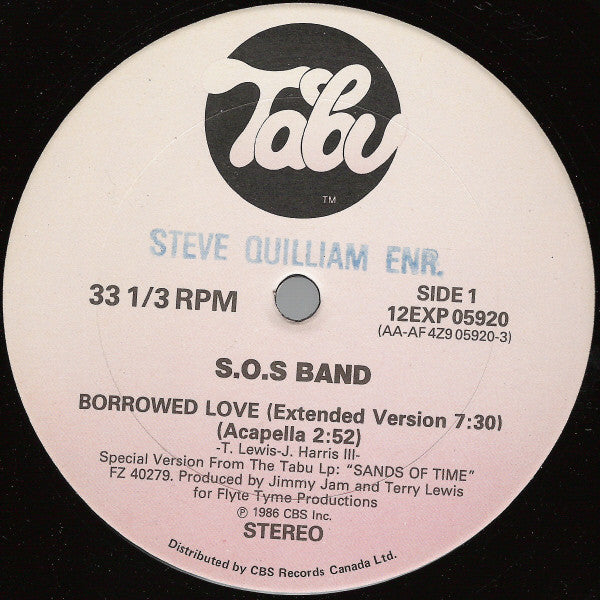 Tabu
TM
STEVE QUILLIAM ENR.
33 1/3 RPM
SIDE 1
12EXP 05920
(AA-AF 4Z9 05920-3)
S.O.S BAND
BORROWED LOVE (Extended Version 7:30)
(Acapella 2:52)
-T. Lewis-J. Harris III-
Special Version From The Tabu Lp: “SANDS OF TIME”
FZ 40279. Produced by Jimmy Jam and Terry Lewis
for Flyte Tyme Productions
℗ 1986 CBS Inc.
STEREO
Distributed by CBS Records Canada Ltd.